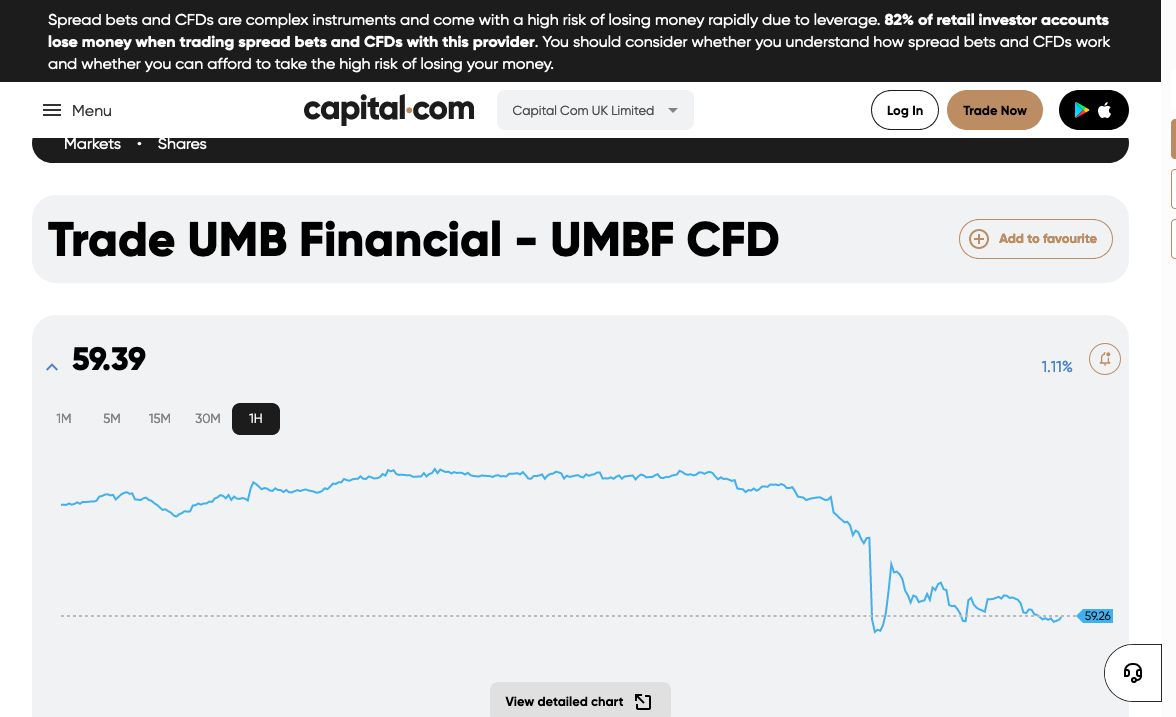 Spread bets and CFDs are complex instruments and come with a high risk of losing money rapidly due to leverage. 82% of retail investor accounts
lose money when trading spread bets and CFDs with this provider. You should consider whether you understand how spread bets and CFDs work
and whether you can afford to take the high risk of losing your money.
Menu
capital.com
Capital Com UK Limited
Log In
Trade Now
Markets • Shares
Trade UMB Financial - UMBF CFD
Add to favourite
59.39
1.11%
1M 5M 15M 30M 1H
59.26
View detailed chart